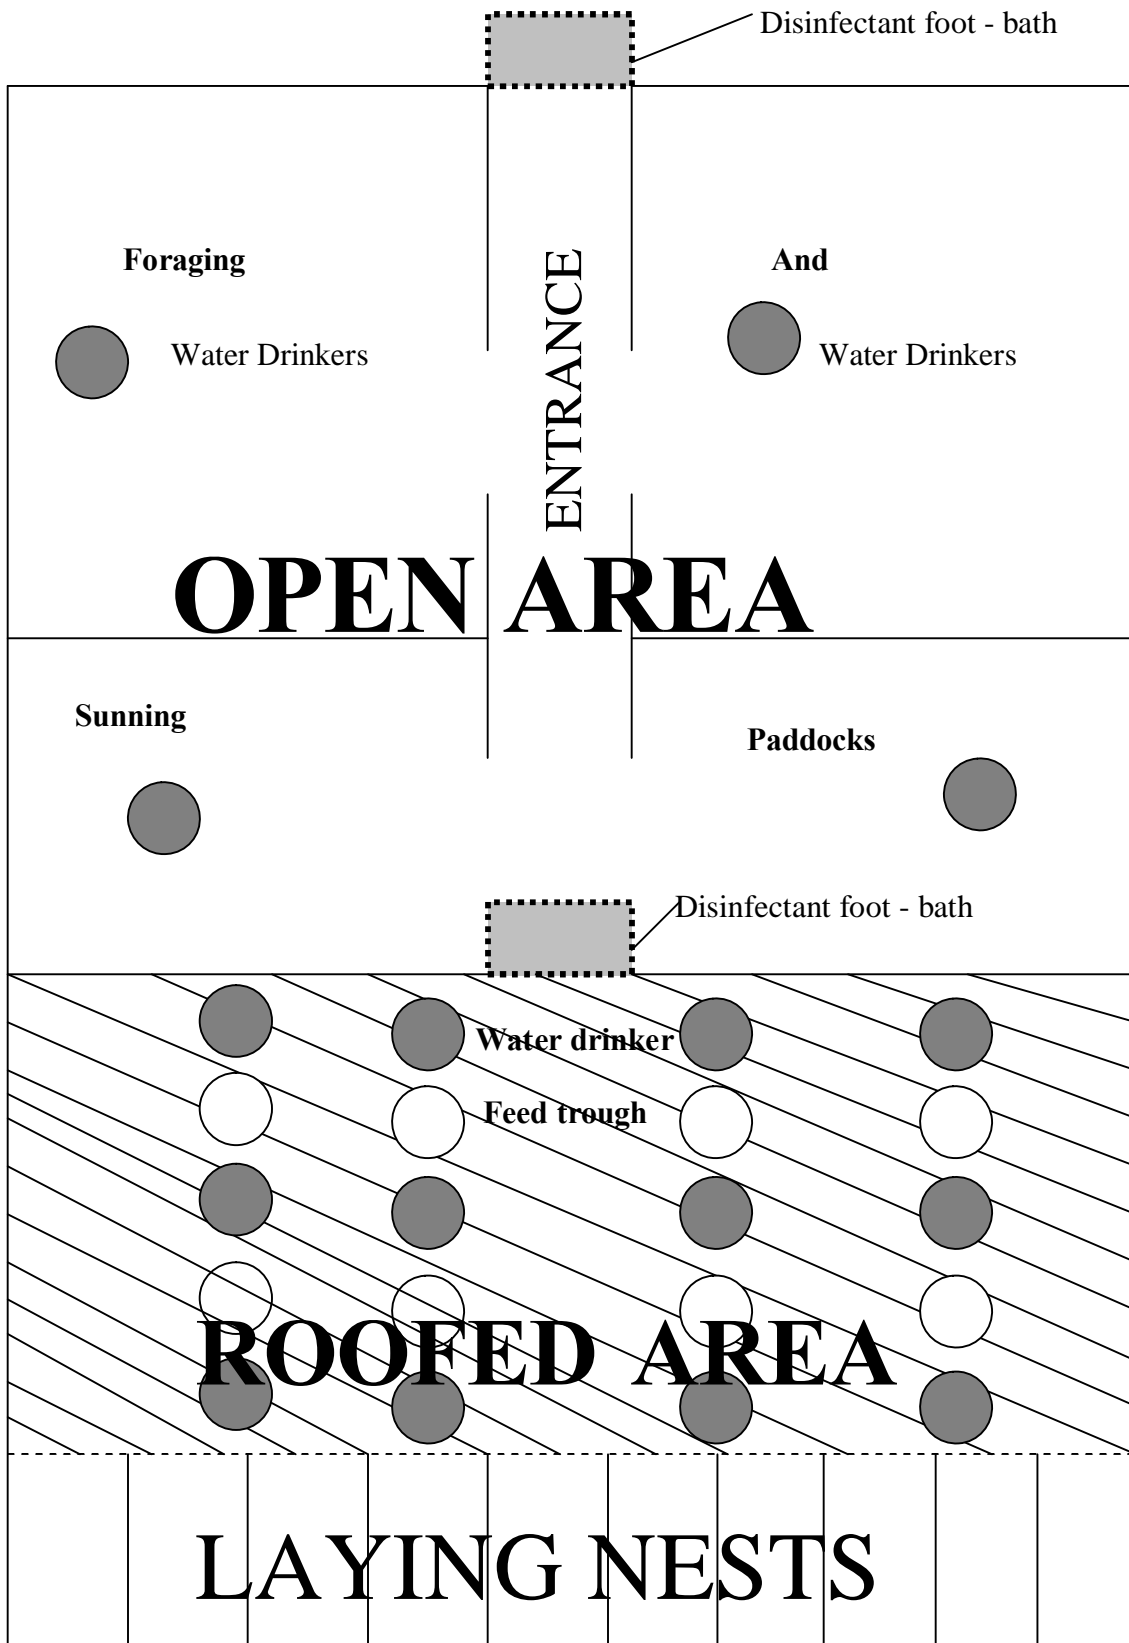 Disinfectant foot - bath
Foraging
And
Water Drinkers
Water Drinkers
ENTRANCE
OPEN AREA
Sunning
Paddocks
Disinfectant foot - bath
Water drinker
Feed trough
ROOFED AREA
LAYING NESTS